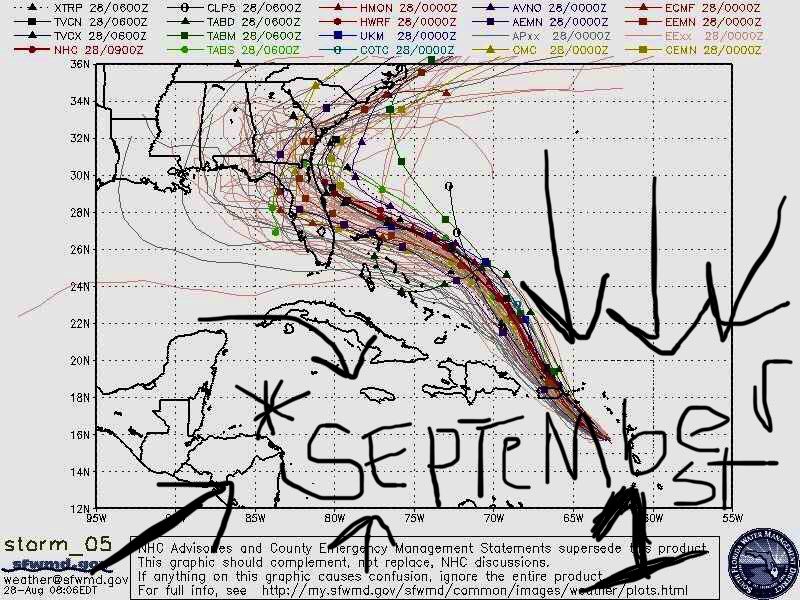 XTRP 28/0600Z CLP5 28/0600Z HMON 28/0000Z AVNO 28/0000Z ECMF 28/0000Z
TVCN 28/0600Z TABD 28/0600Z HWRF 28/0000Z AEMN 28/0000Z EEMN 28/0000Z
TVCX 28/0000Z TABM 28/0600Z UKM 28/0000Z APxx 28/0000Z EExx 28/0000Z
NHC 28/0900Z TABS 28/0600Z COTC 28/0000Z CMC 28/0000Z CEMN 28/0000Z
36N
34N
32N
30N
28N
26N
24N
22N
20N
18N
16N
14N
12N
95W 85W 80W 75W 70W 65W 60W 55W
* SEPTEMber
1st
storm_05
sfwmd.gov
weather@sfwmd.gov
28-Aug 08:06EDT
NHC Advisories and County Emergency Management Statements supersede this product.
This graphic should complement, not replace, NHC discussions.
If anything on this graphic causes confusion, ignore the entire product.
For full info, see http://my.sfwmd.gov/sfwmd/common/images/weather/plots.html
SOUTH FLORIDA WATER MANAGEMENT DISTRICT